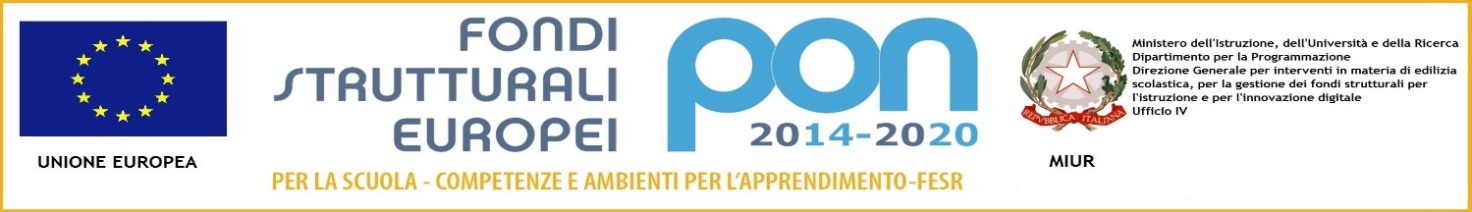 UNIONE EUROPEA
FONDI
STRUTTURALI
EUROPEI
pon
2014-2020
PER LA SCUOLA - COMPETENZE E AMBIENTI PER L'APPRENDIMENTO-FESR
REPVBBLICA ITALIANA
MIUR
Ministero dell'Istruzione, dell'Università e della Ricerca
Dipartimento per la Programmazione
Direzione Generale per interventi in materia di edilizia
scolastica, per la gestione dei fondi strutturali per
l'istruzione e per l'innovazione digitale
Ufficio IV